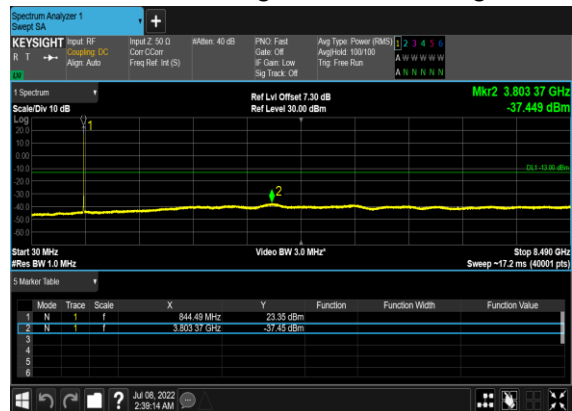 Spectrum Analyzer 1
Swept SA
+
KEYSIGHT Input: RF Input Z: 50 Ω #Atten: 40 dB PNO: Fast Avg Type: Power (RMS) 1 2 3 4 5 6
R T Coupling: DC Corr CCorr Gate: Off Avg|Hold: 100/100 A W W W W W
Align: Auto Freq Ref: Int (S) IF Gain: Low Trig: Free Run
Sig Track: Off A N N N N N
1 Spectrum Ref Lvl Offset 7.30 dB Mkr2 3.803 37 GHz
Scale/Div 10 dB Ref Level 30.00 dBm -37.449 dBm
Log
20.0 1
10.0
0.00
-10.0 DL1 -13.00 dBm
-20.0
-30.0 2
-40.0
-50.0
-60.0
Start 30 MHz Video BW 3.0 MHz* Stop 8.490 GHz
#Res BW 1.0 MHz Sweep ~17.2 ms (40001 pts)
5 Marker Table
Mode Trace Scale X Y Function Function Width Function Value
1 N 1 f 844.49 MHz 23.35 dBm
2 N 1 f 3.803 37 GHz -37.45 dBm
3
4
5
6
? Jul 08, 2022
2:39:14 AM